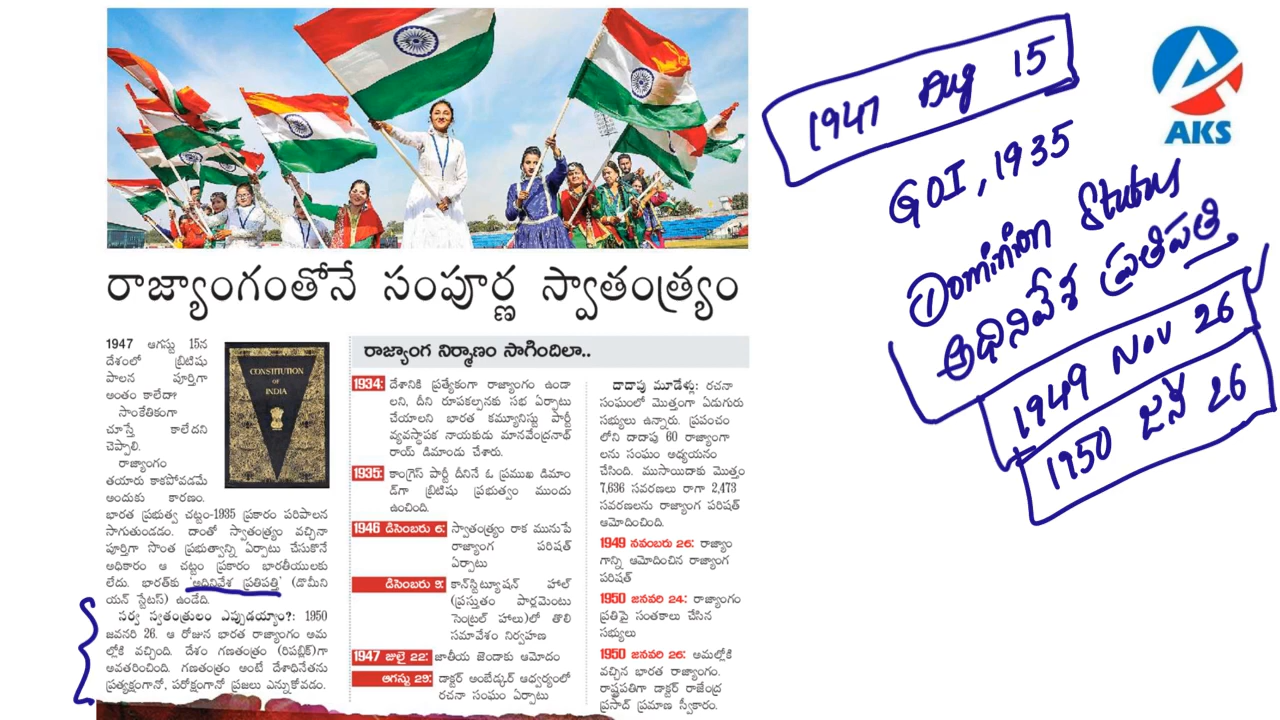 రాజ్యాంగంతోనే సంపూర్ణ స్వాతంత్ర్యం
1947 ఆగస్టు 15న
దేశంలో బ్రిటిషు
పాలన పూర్తిగా
అంతం కాలేదా?
సాంకేతికంగా
చూస్తే కాలేదని
చెప్పాలి.
రాజ్యాంగం
తయారు కాకపోవడమే
అందుకు కారణం.
భారత ప్రభుత్వ చట్టం-1935 ప్రకారం పరిపాలన
సాగుతుండడం. దాంతో స్వాతంత్ర్యం వచ్చినా
పూర్తిగా సొంత ప్రభుత్వాన్ని ఏర్పాటు చేసుకొనే
అధికారం ఆ చట్టం ప్రకారం భారతీయులకు
లేదు. భారత్‌కు ‘అధినివేశ ప్రతిపత్తి’ (డొమీని
యన్ స్టేటస్) ఉండేది.
సర్వ స్వతంత్రులం ఎప్పుడయ్యాం?: 1950
జవనరి 26. ఆ రోజున భారత రాజ్యాంగం అమ
ల్లోకి వచ్చింది. దేశం గణతంత్రం (రిపబ్లిక్)గా
అవతరించింది. గణతంత్రం అంటే దేశాధినేతను
ప్రత్యక్షంగానో, పరోక్షంగానో ప్రజలు ఎన్నుకోవడం.
CONSTITUTION
OF
INDIA
రాజ్యాంగ నిర్మాణం సాగిందిలా..
1934: దేశానికి ప్రత్యేకంగా రాజ్యాంగం ఉండా
లని, దీని రూపకల్పనకు సభ ఏర్పాటు
చేయాలని భారత కమ్యూనిస్టు పార్టీ
వ్యవస్థాపక నాయకుడు మానవేంద్రనాథ్
రాయ్ డిమాండు చేశారు.
1935: కాంగ్రెస్ పార్టీ దీనినే ఓ ప్రముఖ డిమాం
డ్‌గా బ్రిటిషు ప్రభుత్వం ముందు
ఉంచింది.
1946 డిసెంబరు 6: స్వాతంత్ర్యం రాక మునుపే
రాజ్యాంగ పరిషత్
ఏర్పాటు
డిసెంబరు 9: కాన్‌స్టిట్యూషన్ హాల్
(ప్రస్తుతం పార్లమెంటు
సెంట్రల్ హాలు)లో తొలి
సమావేశం నిర్వహణ
1947 జులై 22: జాతీయ జెండాకు ఆమోదం
ఆగస్టు 29: డాక్టర్ అంబేడ్కర్ ఆధ్వర్యంలో
రచనా సంఘం ఏర్పాటు
దాదాపు మూడేళ్లు: రచనా
సంఘంలో మొత్తంగా ఏడుగురు
సభ్యులు ఉన్నారు. ప్రపంచం
లోని దాదాపు 60 రాజ్యాంగా
లను సంఘం అధ్యయనం
చేసింది. ముసాయిదాకు మొత్తం
7,636 సవరణలు రాగా 2,473
సవరణలను రాజ్యాంగ పరిషత్
ఆమోదించింది.
1949 నవంబరు 26: రాజ్యాం
గాన్ని ఆమోదించిన రాజ్యాంగ
పరిషత్
1950 జనవరి 24: రాజ్యాంగం
ప్రతిపై సంతకాలు చేసిన
సభ్యులు
1950 జనవరి 26: అమల్లోకి
వచ్చిన భారత రాజ్యాంగం.
రాష్ట్రపతిగా డాక్టర్ రాజేంద్ర
ప్రసాద్ ప్రమాణ స్వీకారం.
1947 Aug 15
GOI, 1935
Dominion Status
అధినివేశ ప్రతిపతి
1949 Nov 26
1950 జనే 26
AKS